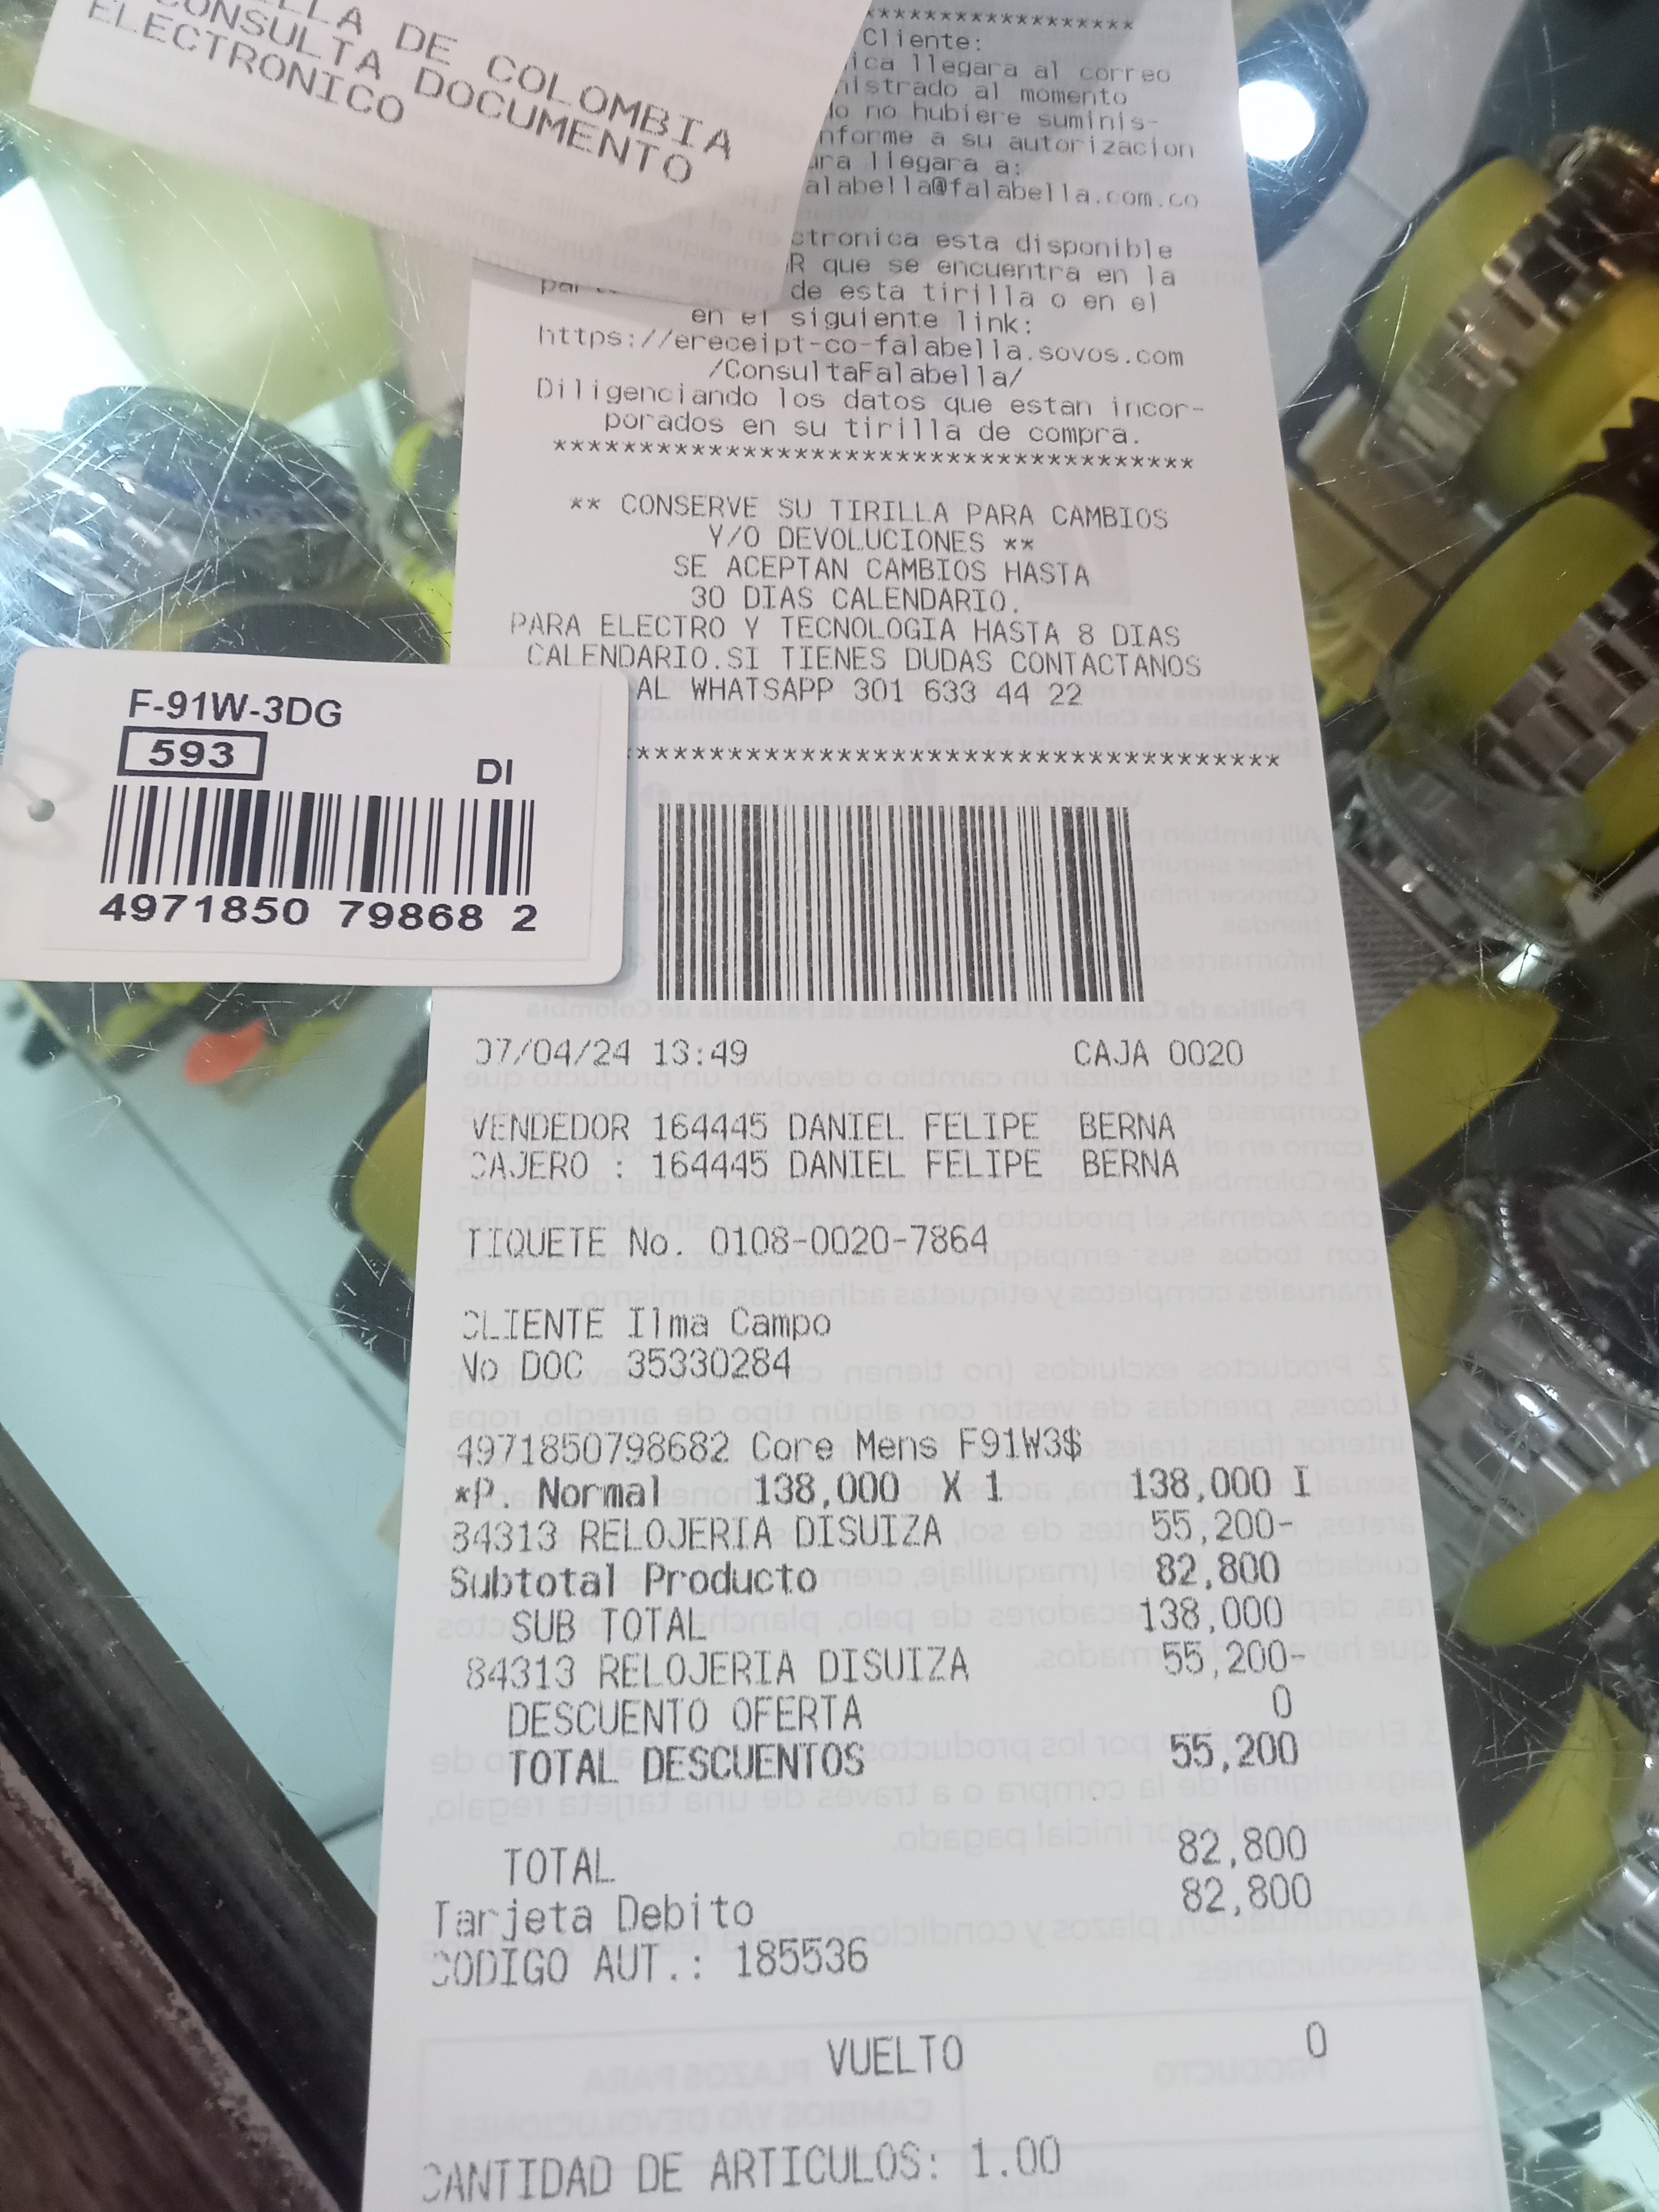 DE COLOMBIA
CONSULTA DOCUMENTO
ELECTRONICO
*****************
Cliente:
llegara al correo
al momento
no hubiere suminis-
a su autorizacion
llegara a:
@falabella.com.co
esta disponible
que se encuentra en la
de esta tirilla o en el
en el siguiente link:
https://ereceipt-co-falabella.sovos.com
/ConsultaFalabella/
Diligenciando los datos que estan incor-
porados en su tirilla de compra.
**************************************
** CONSERVE SU TIRILLA PARA CAMBIOS
Y/O DEVOLUCIONES **
SE ACEPTAN CAMBIOS HASTA
30 DIAS CALENDARIO.
PARA ELECTRO Y TECNOLOGIA HASTA 8 DIAS
CALENDARIO.SI TIENES DUDAS CONTACTANOS
AL WHATSAPP 301 633 44 22
**************************************
F-91W-3DG
593
DI
4971850 79868 2
07/04/24 13:49 CAJA 0020
VENDEDOR 164445 DANIEL FELIPE BERNA
CAJERO : 164445 DANIEL FELIPE BERNA
TIQUETE No. 0108-0020-7864
CLIENTE Ilma Campo
No DOC 35330284
4971850798682 Core Mens F91W3$
*P. Normal 138,000 X 1 138,000 I
84313 RELOJERIA DISUIZA 55,200-
Subtotal Producto 82,800
SUB TOTAL 138,000
84313 RELOJERIA DISUIZA 55,200-
DESCUENTO OFERTA 0
TOTAL DESCUENTOS 55,200
TOTAL 82,800
Tarjeta Debito 82,800
CODIGO AUT.: 185536
VUELTO 0
CANTIDAD DE ARTICULOS: 1.00